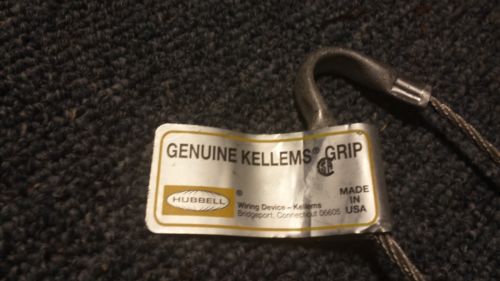 GENUINE KELLEMS® GRIP
HUBBELL ®
Wiring Device – Kellems
Bridgeport, Connecticut 06605
MADE
IN
USA